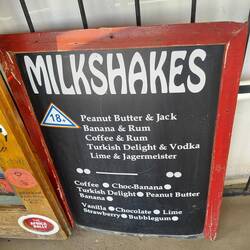 MILKSHAKES
18+
Peanut Butter & Jack
Banana & Rum
Coffee & Rum
Turkish Delight & Vodka
Lime & Jagermeister
Coffee Choc-Banana
Turkish Delight Peanut Butter
Banana
Vanilla Chocolate Lime
Strawberry Bubblegum